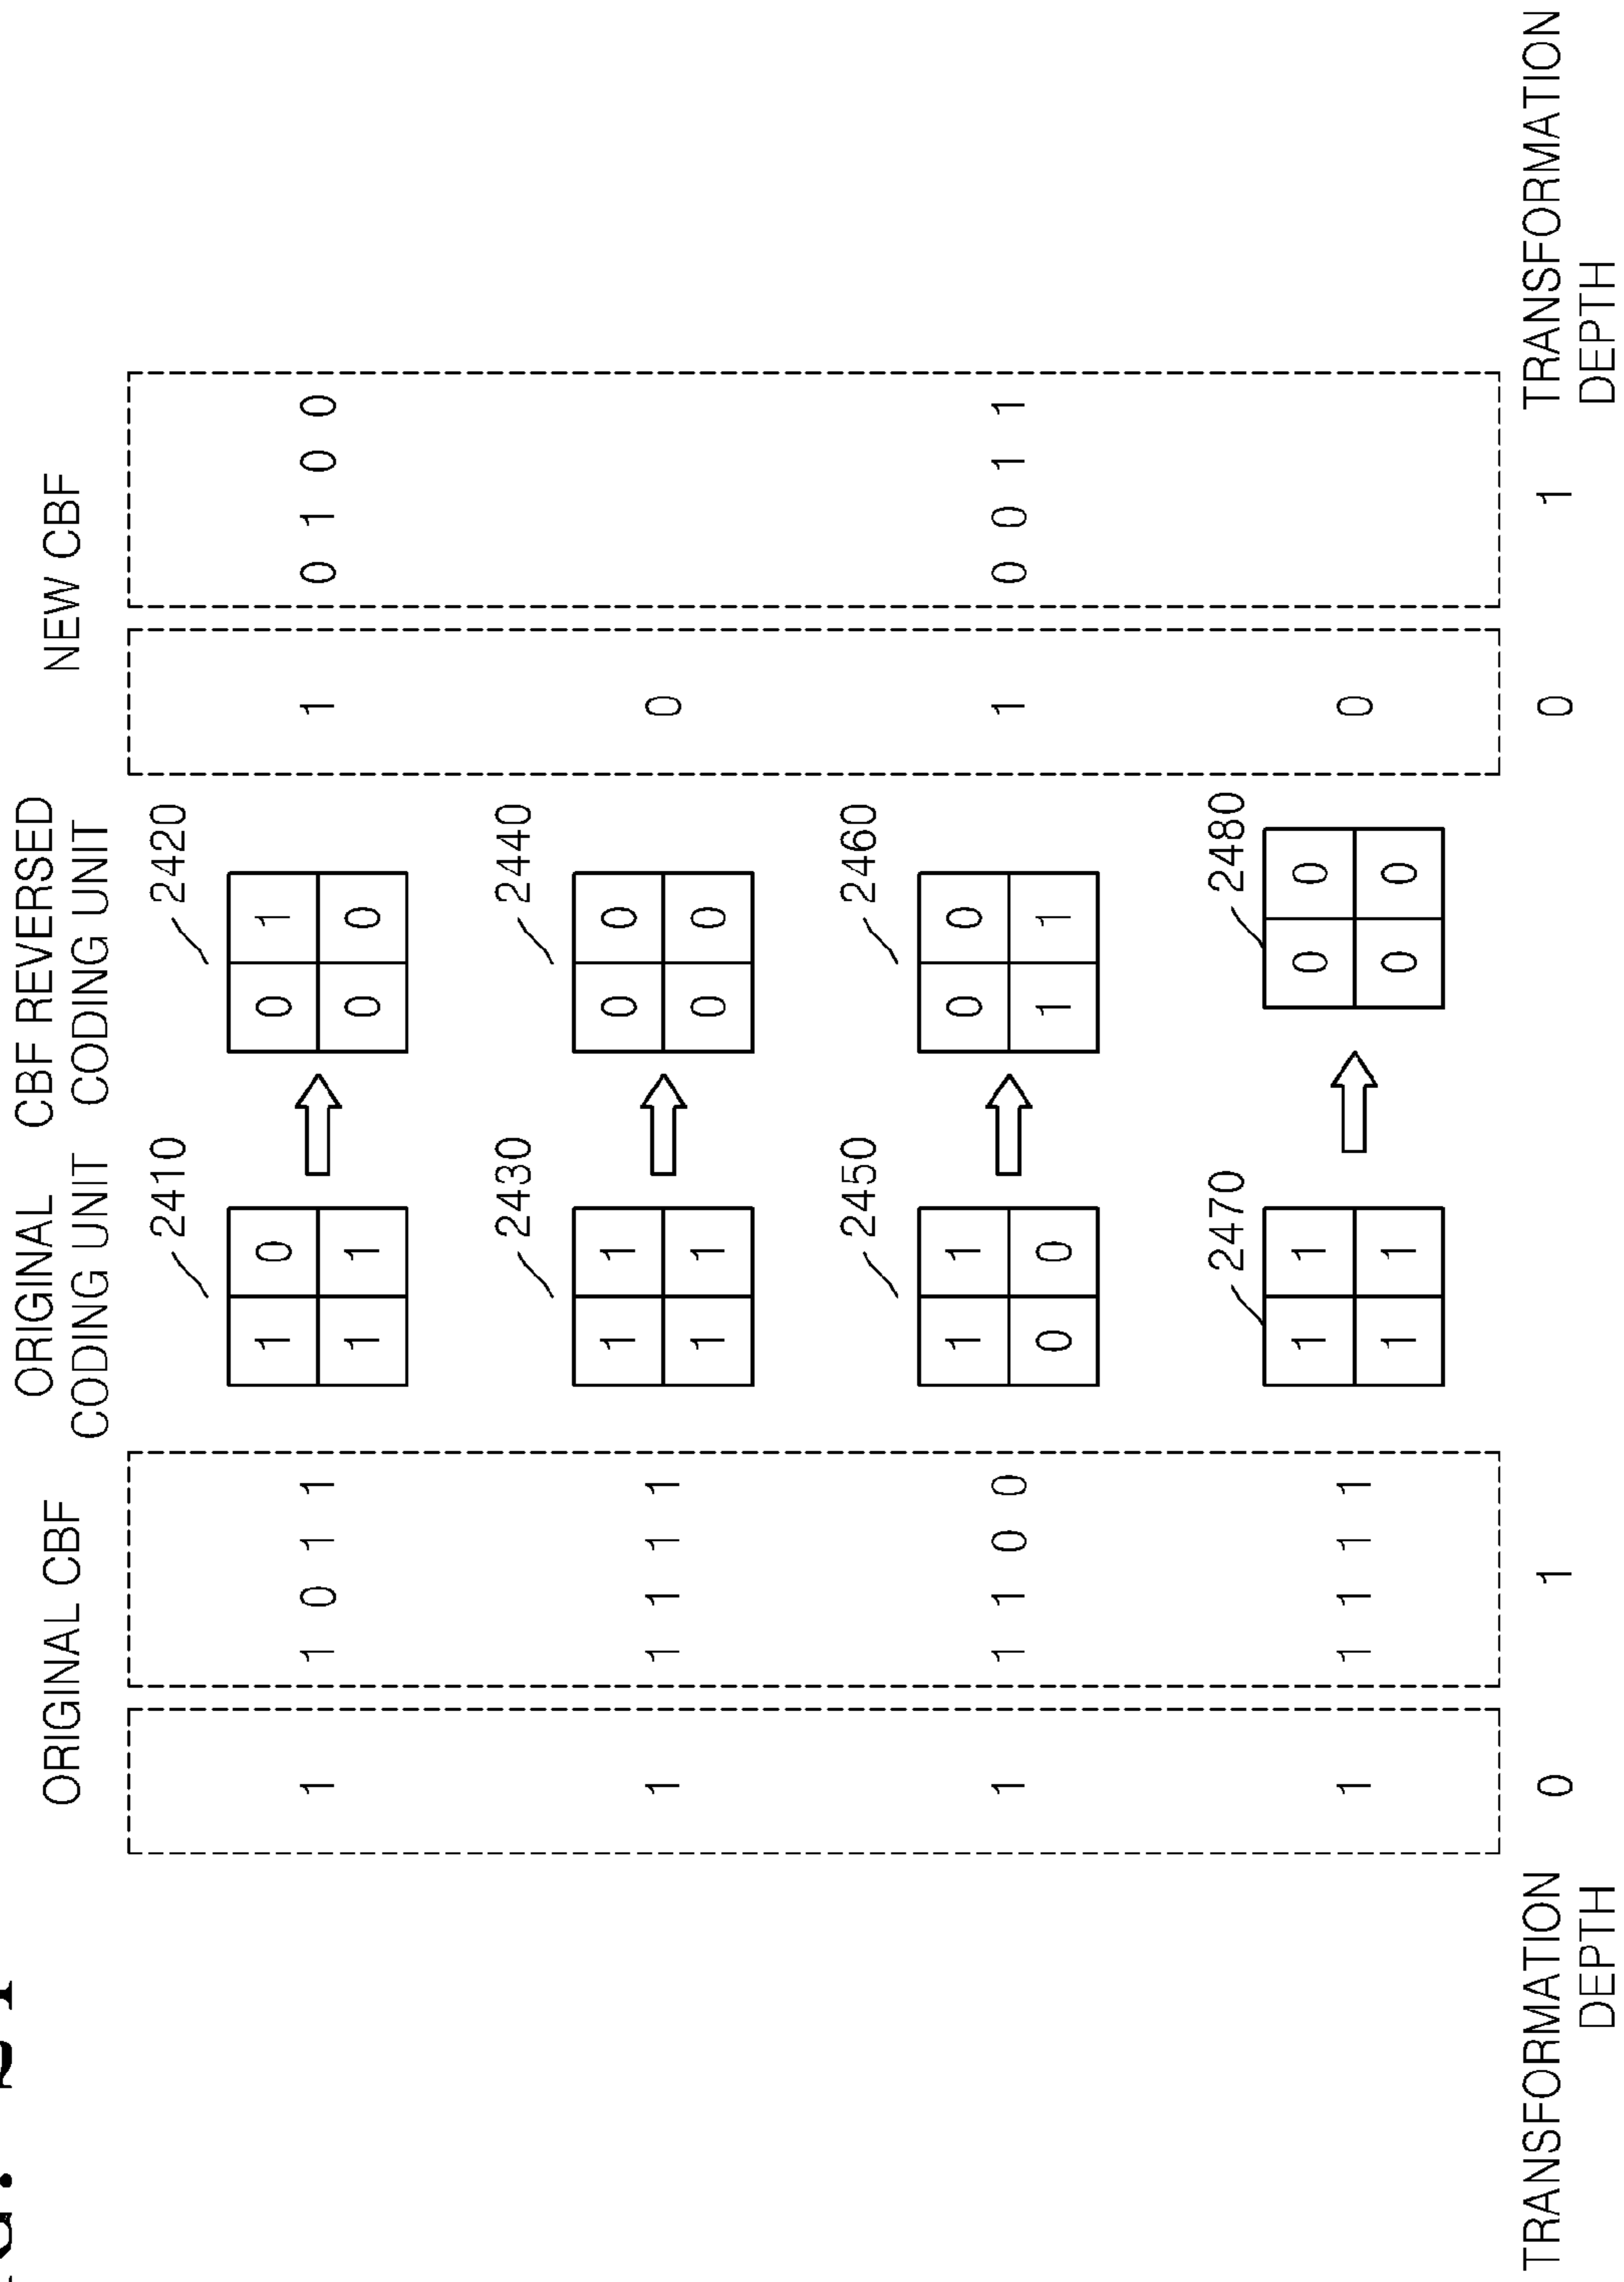 ORIGINAL CBF
ORIGINAL
CODING UNIT
CBF REVERSED
CODING UNIT
NEW CBF
1
1 0 1 1
2410
1 0
1 1
2420
0 1
0 0
1
0 1 0 0
1
1 1 1 1
2430
1 1
1 1
2440
0 0
0 0
0
1
1 1 0 0
2450
1 1
0 0
2460
0 0
1 1
1
0 0 1 1
1
1 1 1 1
2470
1 1
1 1
2480
0 0
0 0
0
TRANSFORMATION
DEPTH
0
1
0
1
TRANSFORMATION
DEPTH